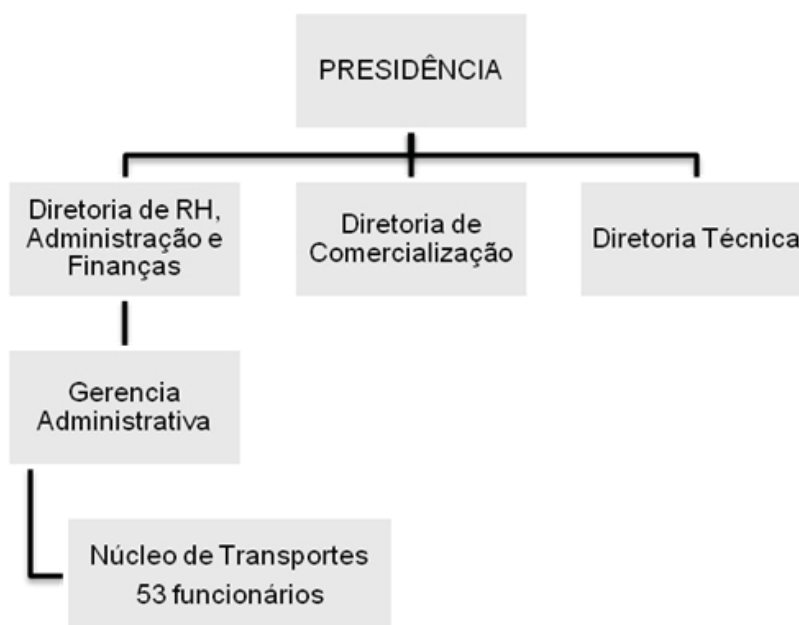 PRESIDÊNCIA
Diretoria de RH,
Administração e
Finanças
Diretoria de
Comercialização
Diretoria Técnica
Gerencia
Administrativa
Núcleo de Transportes
53 funcionários